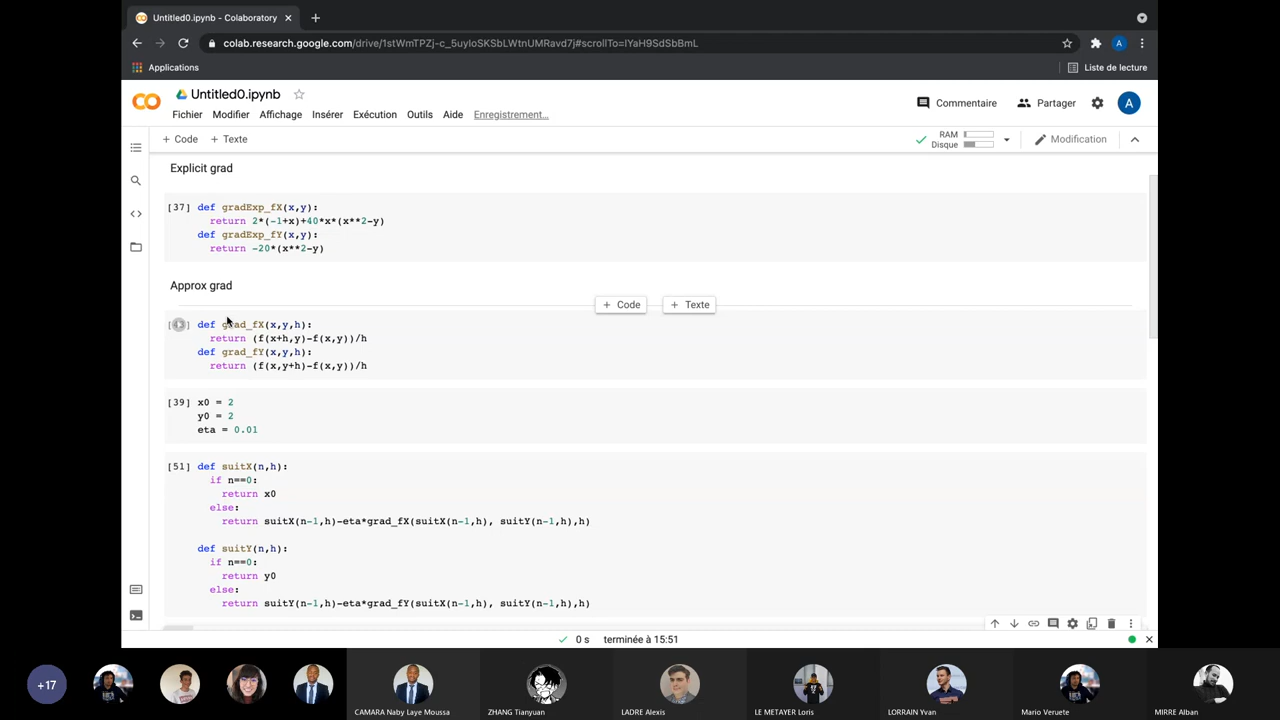 Untitled0.ipynb - Colaboratory
colab.research.google.com/drive/1stWmTPZj-c_5uyIoSKSbLWtnUMRavd7j#scrollTo=lYaH9SdSbBmL
A
Applications
Liste de lecture
Untitled0.ipynb
Commentaire
Partager
A
Fichier Modifier Affichage Insérer Exécution Outils Aide Enregistrement...
+ Code + Texte
RAM
Disque
Modification
Explicit grad
[37] def gradExp_fX(x,y):
return 2*(-1+x)+40*x*(x**2-y)
def gradExp_fY(x,y):
return -20*(x**2-y)
Approx grad
+ Code + Texte
def grad_fX(x,y,h):
return (f(x+h,y)-f(x,y))/h
def grad_fY(x,y,h):
return (f(x,y+h)-f(x,y))/h
[39] x0 = 2
y0 = 2
eta = 0.01
[51] def suitX(n,h):
if n==0:
return x0
else:
return suitX(n-1,h)-eta*grad_fX(suitX(n-1,h), suitY(n-1,h),h)
def suitY(n,h):
if n==0:
return y0
else:
return suitY(n-1,h)-eta*grad_fY(suitX(n-1,h), suitY(n-1,h),h)
0 s terminée à 15:51
+17
CAMARA Naby Laye Moussa
ZHANG Tianyuan
LADRE Alexis
LE METAYER Loris
LORRAIN Yvan
Mario Veruete
MIRRE Alban